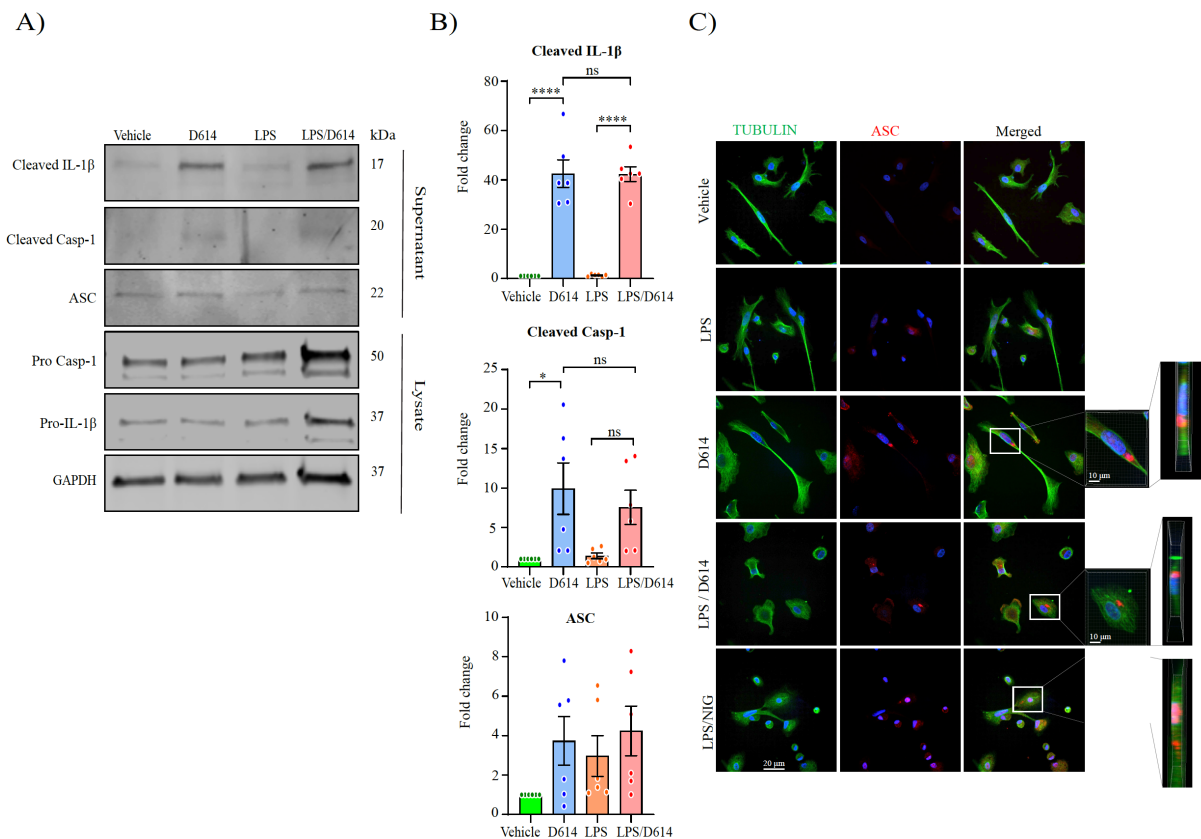 A)
Vehicle D614 LPS LPS/D614 kDa
Cleaved IL-1β 17
Cleaved Casp-1 20
ASC 22
Supernatant
Pro Casp-1 50
Pro-IL-1β 37
GAPDH 37
Lysate
B)
Cleaved IL-1β
Fold change
80
60
40
20
0
**** ns ****
Vehicle D614 LPS LPS/D614
Cleaved Casp-1
Fold change
25
20
15
10
5
0
* ns ns
Vehicle D614 LPS LPS/D614
ASC
Fold change
10
8
6
4
2
0
Vehicle D614 LPS LPS/D614
C)
TUBULIN ASC Merged
Vehicle
LPS
D614
10 μm
LPS / D614
10 μm
LPS/NIG
20 μm